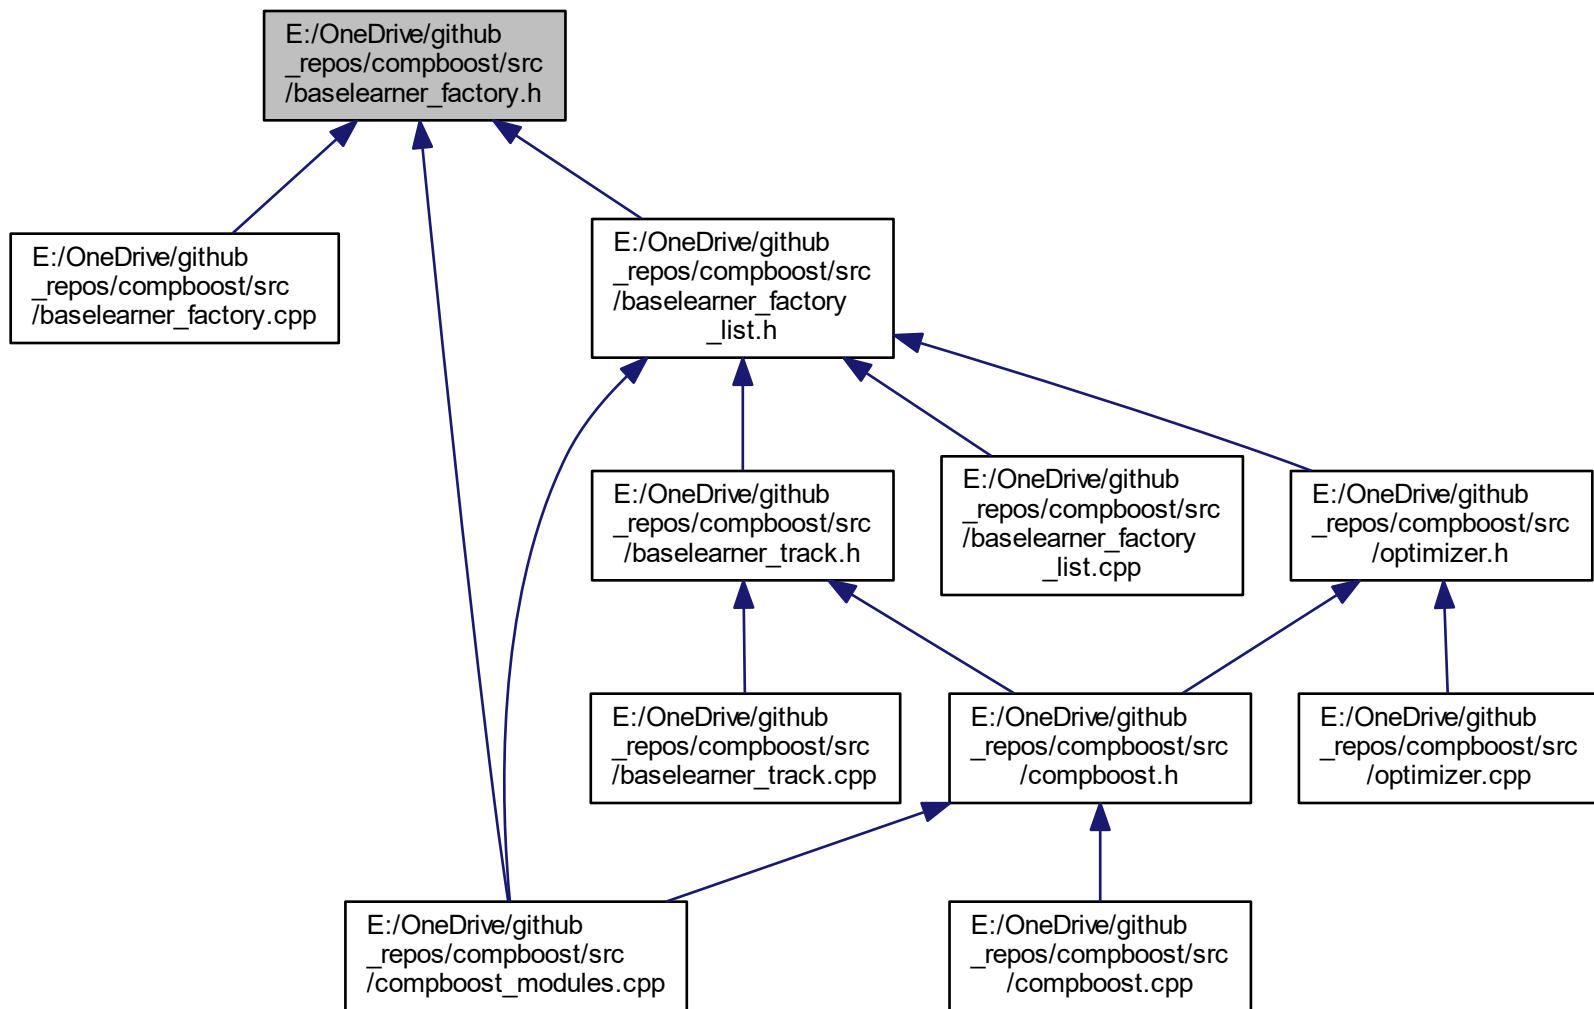 E:/OneDrive/github
_repos/compboost/src
/baselearner_factory.h
E:/OneDrive/github
_repos/compboost/src
/baselearner_factory.cpp
E:/OneDrive/github
_repos/compboost/src
/baselearner_factory
_list.h
E:/OneDrive/github
_repos/compboost/src
/baselearner_track.h
E:/OneDrive/github
_repos/compboost/src
/baselearner_factory
_list.cpp
E:/OneDrive/github
_repos/compboost/src
/optimizer.h
E:/OneDrive/github
_repos/compboost/src
/baselearner_track.cpp
E:/OneDrive/github
_repos/compboost/src
/compboost.h
E:/OneDrive/github
_repos/compboost/src
/optimizer.cpp
E:/OneDrive/github
_repos/compboost/src
/compboost_modules.cpp
E:/OneDrive/github
_repos/compboost/src
/compboost.cpp